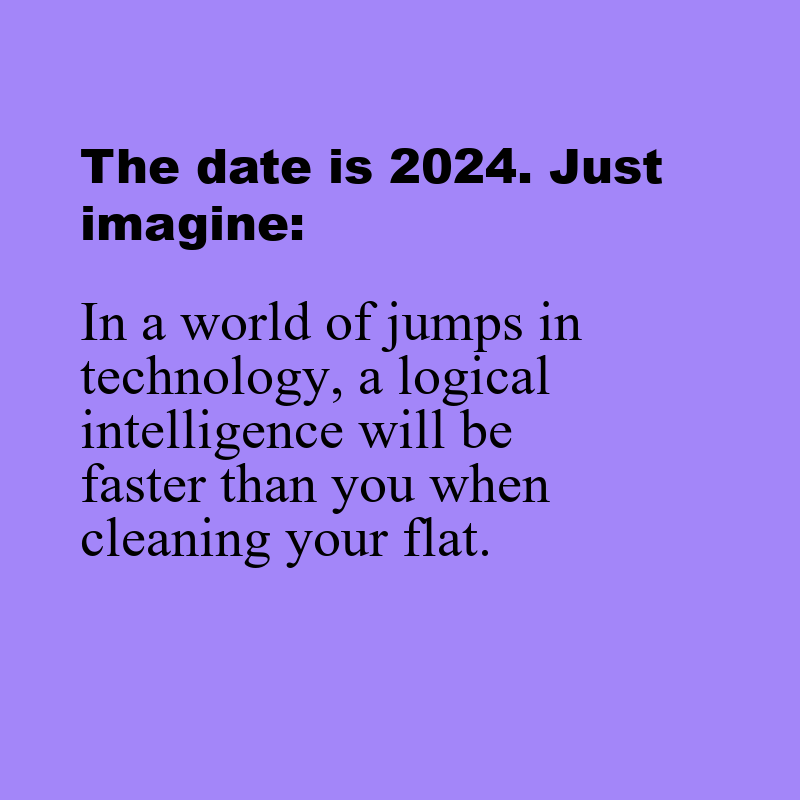 The date is 2024. Just
imagine:
In a world of jumps in
technology, a logical
intelligence will be
faster than you when
cleaning your flat.